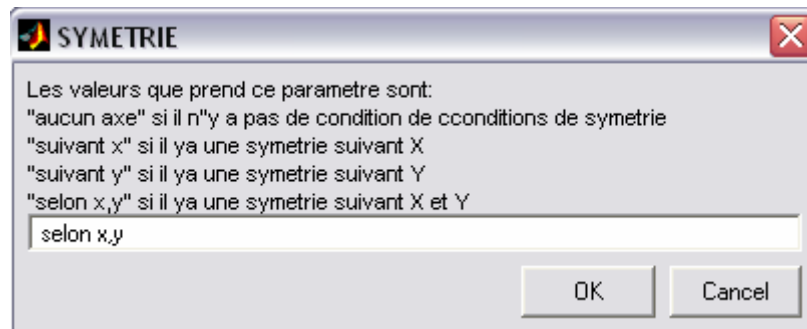 SYMETRIE
Les valeurs que prend ce parametre sont:
"aucun axe" si il n"y a pas de condition de cconditions de symetrie
"suivant x" si il ya une symetrie suivant X
"suivant y" si il ya une symetrie suivant Y
"selon x,y" si il ya une symetrie suivant X et Y
selon x,y
OK Cancel